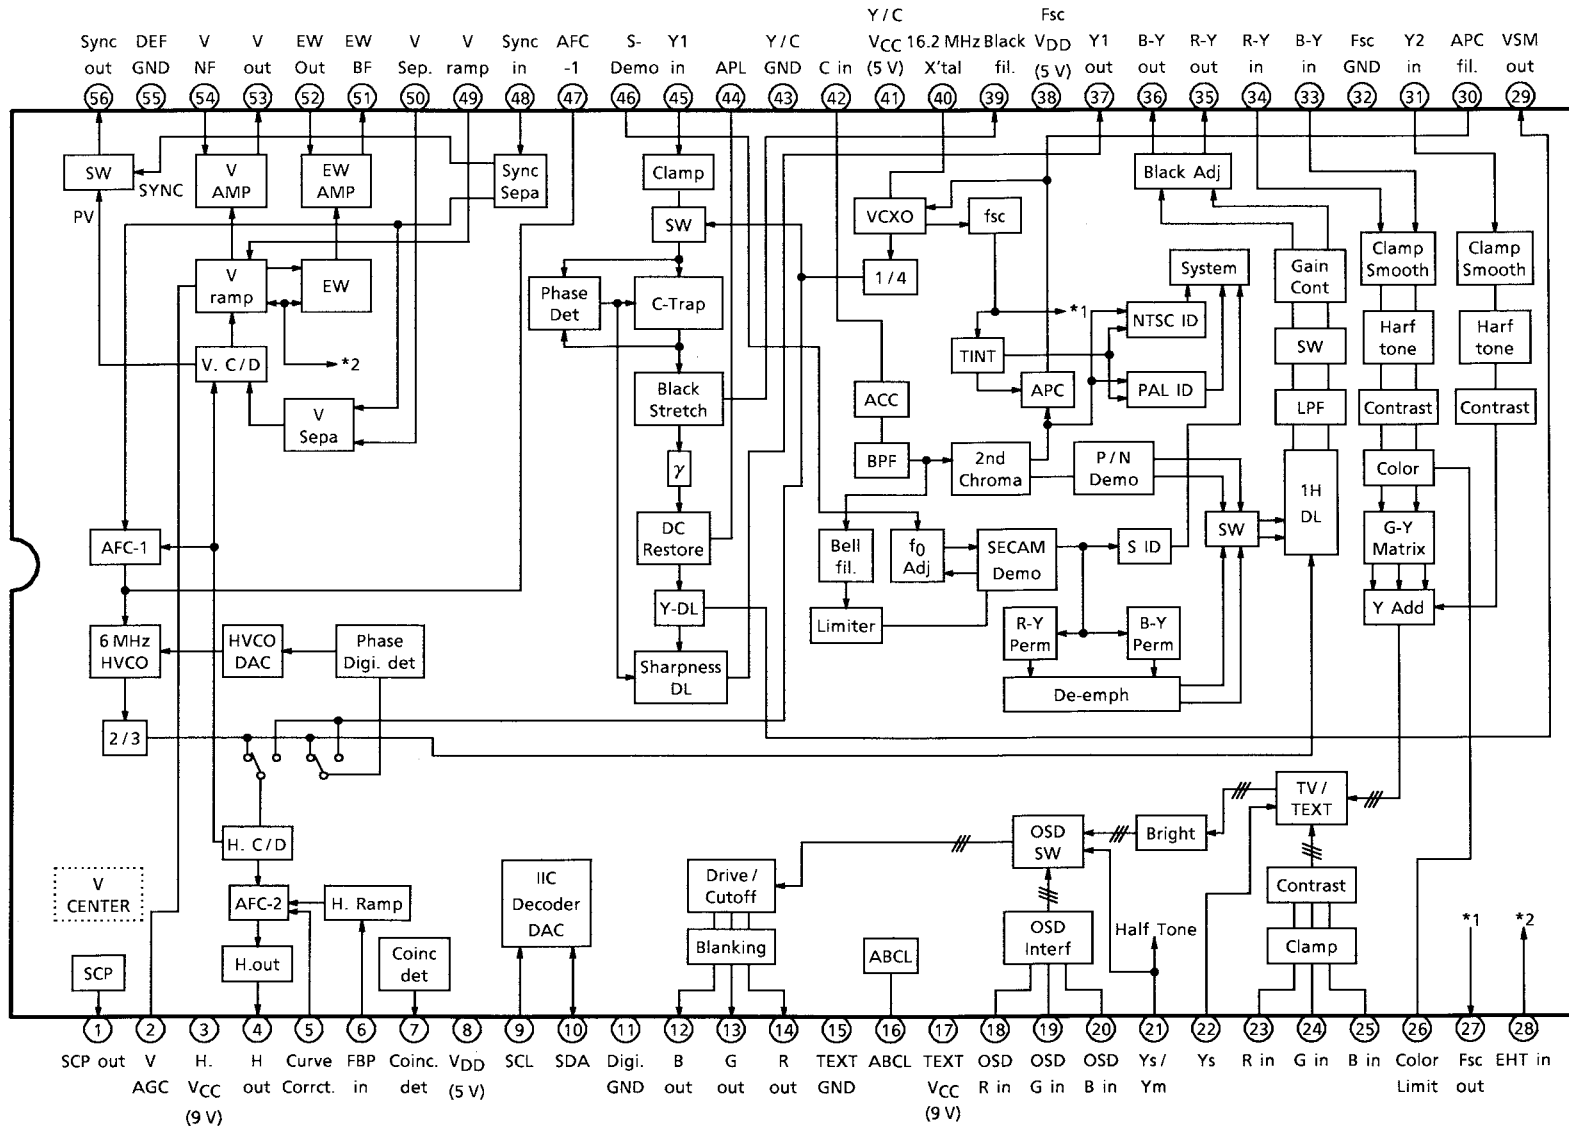 Y / C Fsc
Sync DEF V V EW EW V V Sync AFC S- Y1 Y / C VCC 16.2 MHz Black VDD Y1 B-Y R-Y R-Y B-Y Fsc Y2 APC VSM
out GND NF out Out BF Sep. ramp in -1 Demo in APL GND C in (5 V) X'tal fil. (5 V) out out out in in GND in fil. out
56 55 54 53 52 51 50 49 48 47 46 45 44 43 42 41 40 39 38 37 36 35 34 33 32 31 30 29
SW
SYNC
PV
V
AMP
EW
AMP
Sync
Sepa
Clamp
SW
Black Adj
VCXO
fsc
1 / 4
V
ramp
EW
Phase
Det
C-Trap
System
Gain
Cont
Clamp
Smooth
Clamp
Smooth
*1
NTSC ID
SW
Harf
tone
Harf
tone
V. C / D
*2
TINT
APC
PAL ID
Black
Stretch
ACC
LPF
Contrast
Contrast
V
Sepa
γ
BPF
2nd
Chroma
P / N
Demo
1H
DL
Color
AFC-1
DC
Restore
Bell
fil.
f0
Adj
SECAM
Demo
S ID
SW
G-Y
Matrix
Y-DL
Limiter
Y Add
6 MHz
HVCO
HVCO
DAC
Phase
Digi. det
Sharpness
DL
R-Y
Perm
B-Y
Perm
De-emph
2 / 3
TV /
TEXT
H. C / D
OSD
SW
Bright
V
CENTER
AFC-2
H. Ramp
IIC
Decoder
DAC
Drive /
Cutoff
Contrast
SCP
H.out
Coinc
det
Blanking
ABCL
OSD
Interf
Half Tone
Clamp
*1
*2
1 2 3 4 5 6 7 8 9 10 11 12 13 14 15 16 17 18 19 20 21 22 23 24 25 26 27 28
SCP out V H. H Curve FBP Coinc. VDD SCL SDA Digi. B G R TEXT ABCL TEXT OSD OSD OSD Ys / Ys R in G in B in Color Fsc EHT in
AGC VCC out Corrct. in det (5 V) GND out out out GND VCC R in G in B in Ym Limit out
(9 V) (9 V)